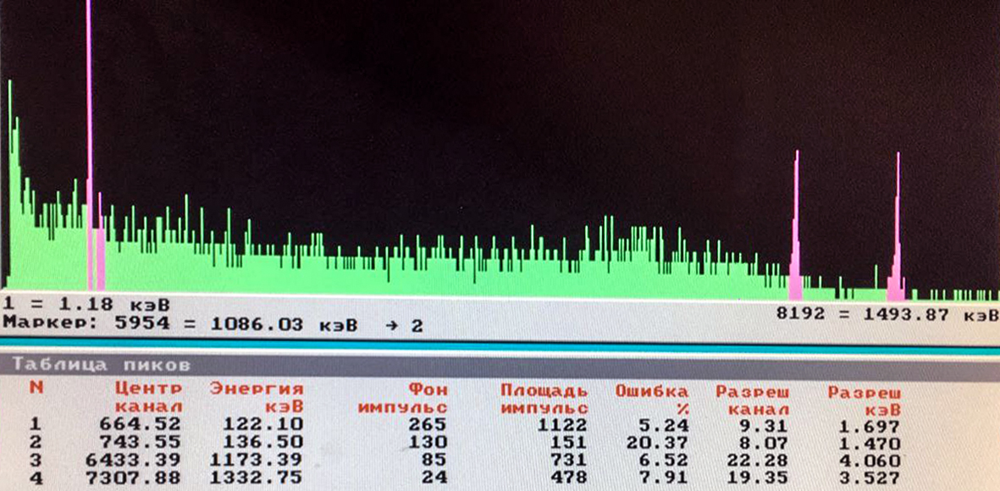 1 = 1.18 кэВ
8192 = 1493.87 кэВ
Маркер: 5954 = 1086.03 кэВ → 2
Таблица пиков
N Центр Энергия Фон Площадь Ошибка Разреш Разреш
канал кэВ импульс импульс % канал кэВ
1 664.52 122.10 265 1122 5.24 9.31 1.697
2 743.55 136.50 130 151 20.37 8.07 1.470
3 6433.39 1173.39 85 731 6.52 22.28 4.060
4 7307.88 1332.75 24 478 7.91 19.35 3.527